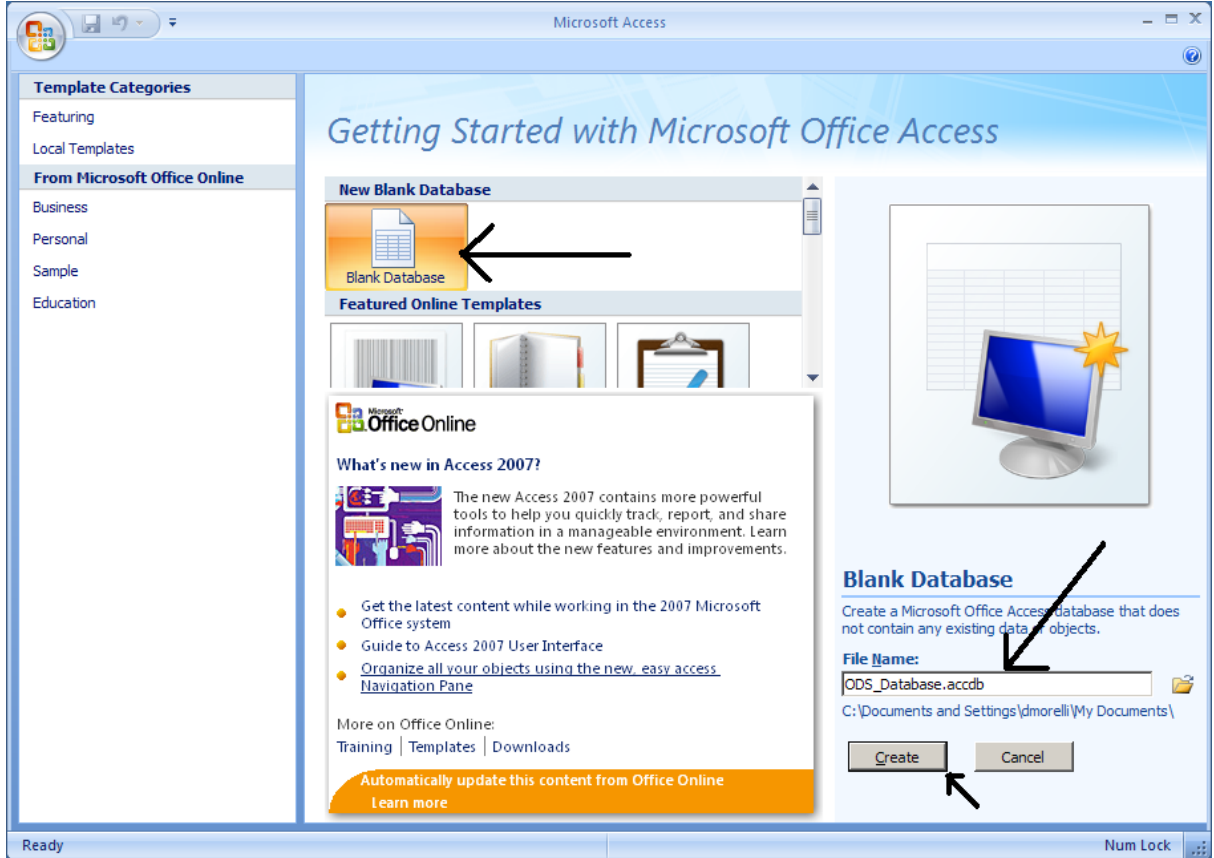 Microsoft Access
Template Categories
Featuring
Local Templates
From Microsoft Office Online
Business
Personal
Sample
Education
Getting Started with Microsoft Office Access
New Blank Database
Blank Database
Featured Online Templates
Microsoft
Office Online
What's new in Access 2007?
The new Access 2007 contains more powerful
tools to help you quickly track, report, and share
information in a manageable environment. Learn
more about the new features and improvements.
Get the latest content while working in the 2007 Microsoft
Office system
Guide to Access 2007 User Interface
Organize all your objects using the new, easy access
Navigation Pane
More on Office Online:
Training | Templates | Downloads
Automatically update this content from Office Online
Learn more
Blank Database
Create a Microsoft Office Access database that does
not contain any existing data or objects.
File Name:
ODS_Database.accdb
C:\Documents and Settings\dmorelli\My Documents\
Create
Cancel
Ready
Num Lock